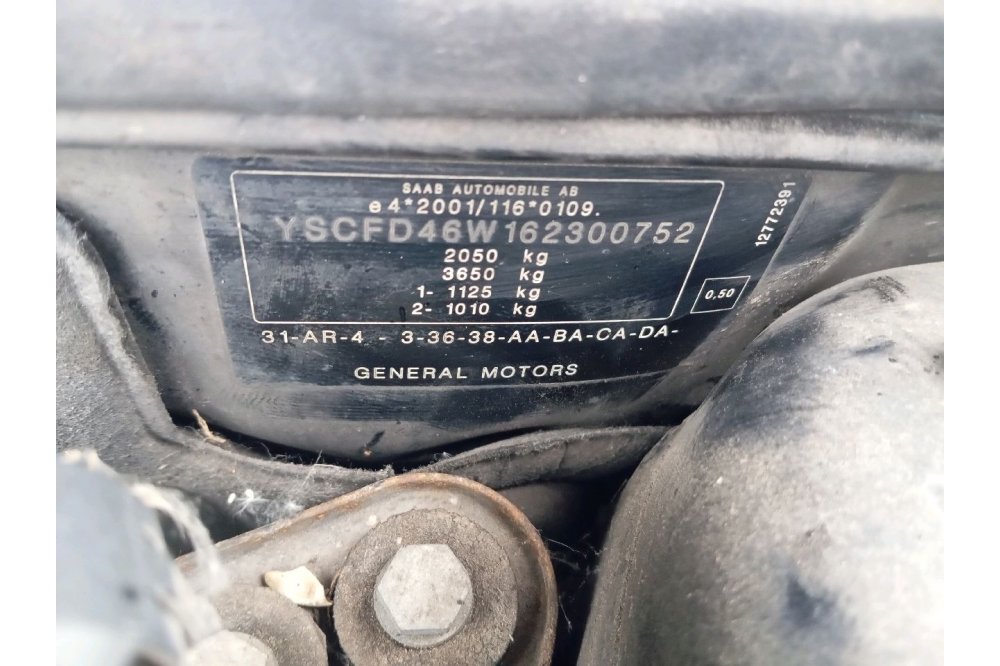 SAAB AUTOMOBILE AB
e4*2001/116*0109.
YSCFD46W162300752
2050 kg
3650 kg
1- 1125 kg
2- 1010 kg
12772391
0,50
31-AR-4 - 3-36-38-AA-BA-CA-DA-
GENERAL MOTORS